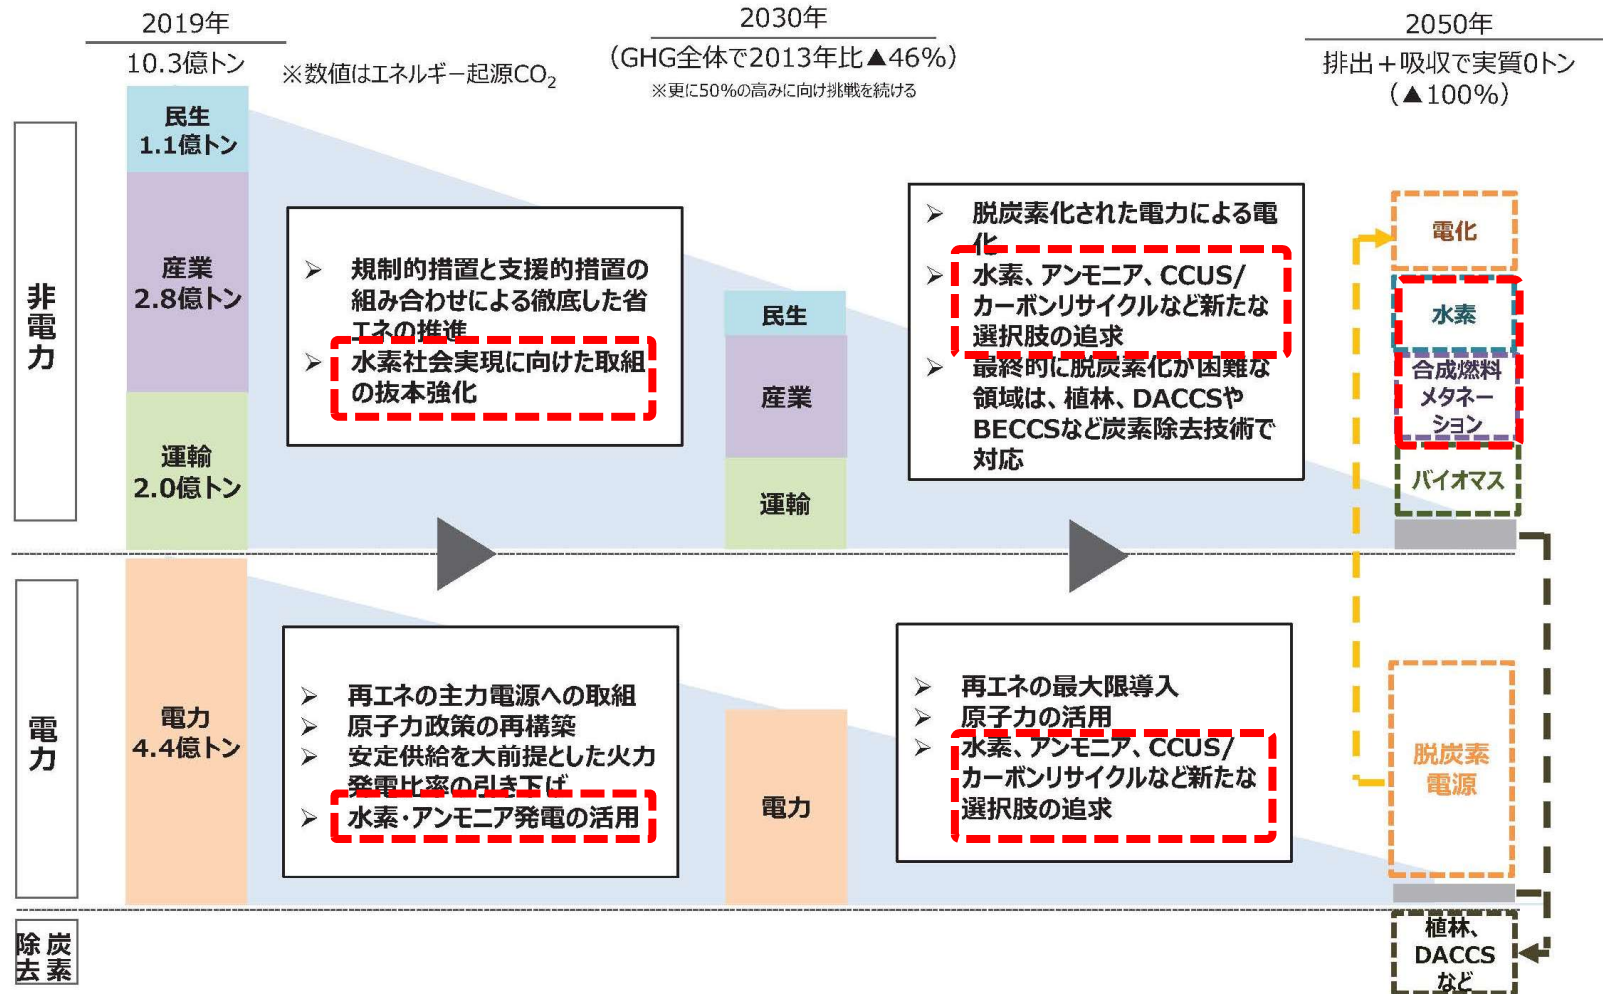 2019年
10.3億トン
※数値はエネルギー起源CO₂
2030年
(GHG全体で2013年比▲46%)
※更に50%の高みに向け挑戦を続ける
2050年
排出+吸収で実質0トン
(▲100%)
非電力
民生
1.1億トン
産業
2.8億トン
運輸
2.0億トン
➢ 規制的措置と支援的措置の
組み合わせによる徹底した省
エネの推進
➢ 水素社会実現に向けた取組
の抜本強化
民生
産業
運輸
➢ 脱炭素化された電力による電
化
➢ 水素、アンモニア、CCUS/
カーボンリサイクルなど新たな
選択肢の追求
➢ 最終的に脱炭素化が困難な
領域は、植林、DACCSや
BECCSなど炭素除去技術で
対応
電化
水素
合成燃料
メタネー
ション
バイオマス
電力
電力
4.4億トン
➢ 再エネの主力電源への取組
➢ 原子力政策の再構築
➢ 安定供給を大前提とした火力
発電比率の引き下げ
➢ 水素・アンモニア発電の活用
電力
➢ 再エネの最大限導入
➢ 原子力の活用
➢ 水素、アンモニア、CCUS/
カーボンリサイクルなど新たな
選択肢の追求
脱炭素
電源
炭素
除去
植林、
DACCS
など